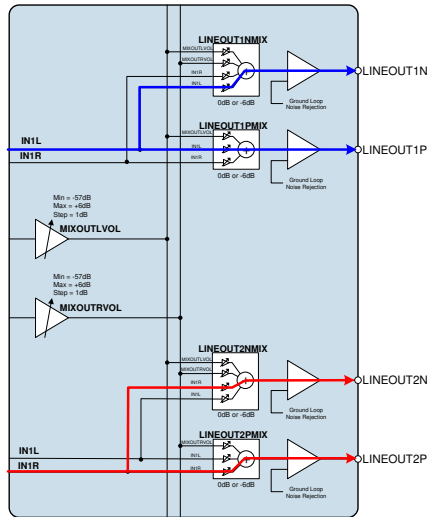 LINEOUT1NMIX
MIXOUTLVOL
MIXOUTRVOL
IN1R
IN1L
LINEOUT1N
0dB or -6dB
Ground Loop
Noise Rejection
LINEOUT1PMIX
MIXOUTLVOL
IN1L
IN1R
LINEOUT1P
0dB or -6dB
Ground Loop
Noise Rejection
IN1L
IN1R
Min = -57dB
Max = +6dB
Step = 1dB
MIXOUTLVOL
Min = -57dB
Max = +6dB
Step = 1dB
MIXOUTRVOL
LINEOUT2NMIX
MIXOUTLVOL
MIXOUTRVOL
IN1R
IN1L
LINEOUT2N
0dB or -6dB
Ground Loop
Noise Rejection
LINEOUT2PMIX
MIXOUTRVOL
IN1L
IN1R
LINEOUT2P
0dB or -6dB
Ground Loop
Noise Rejection
IN1L
IN1R